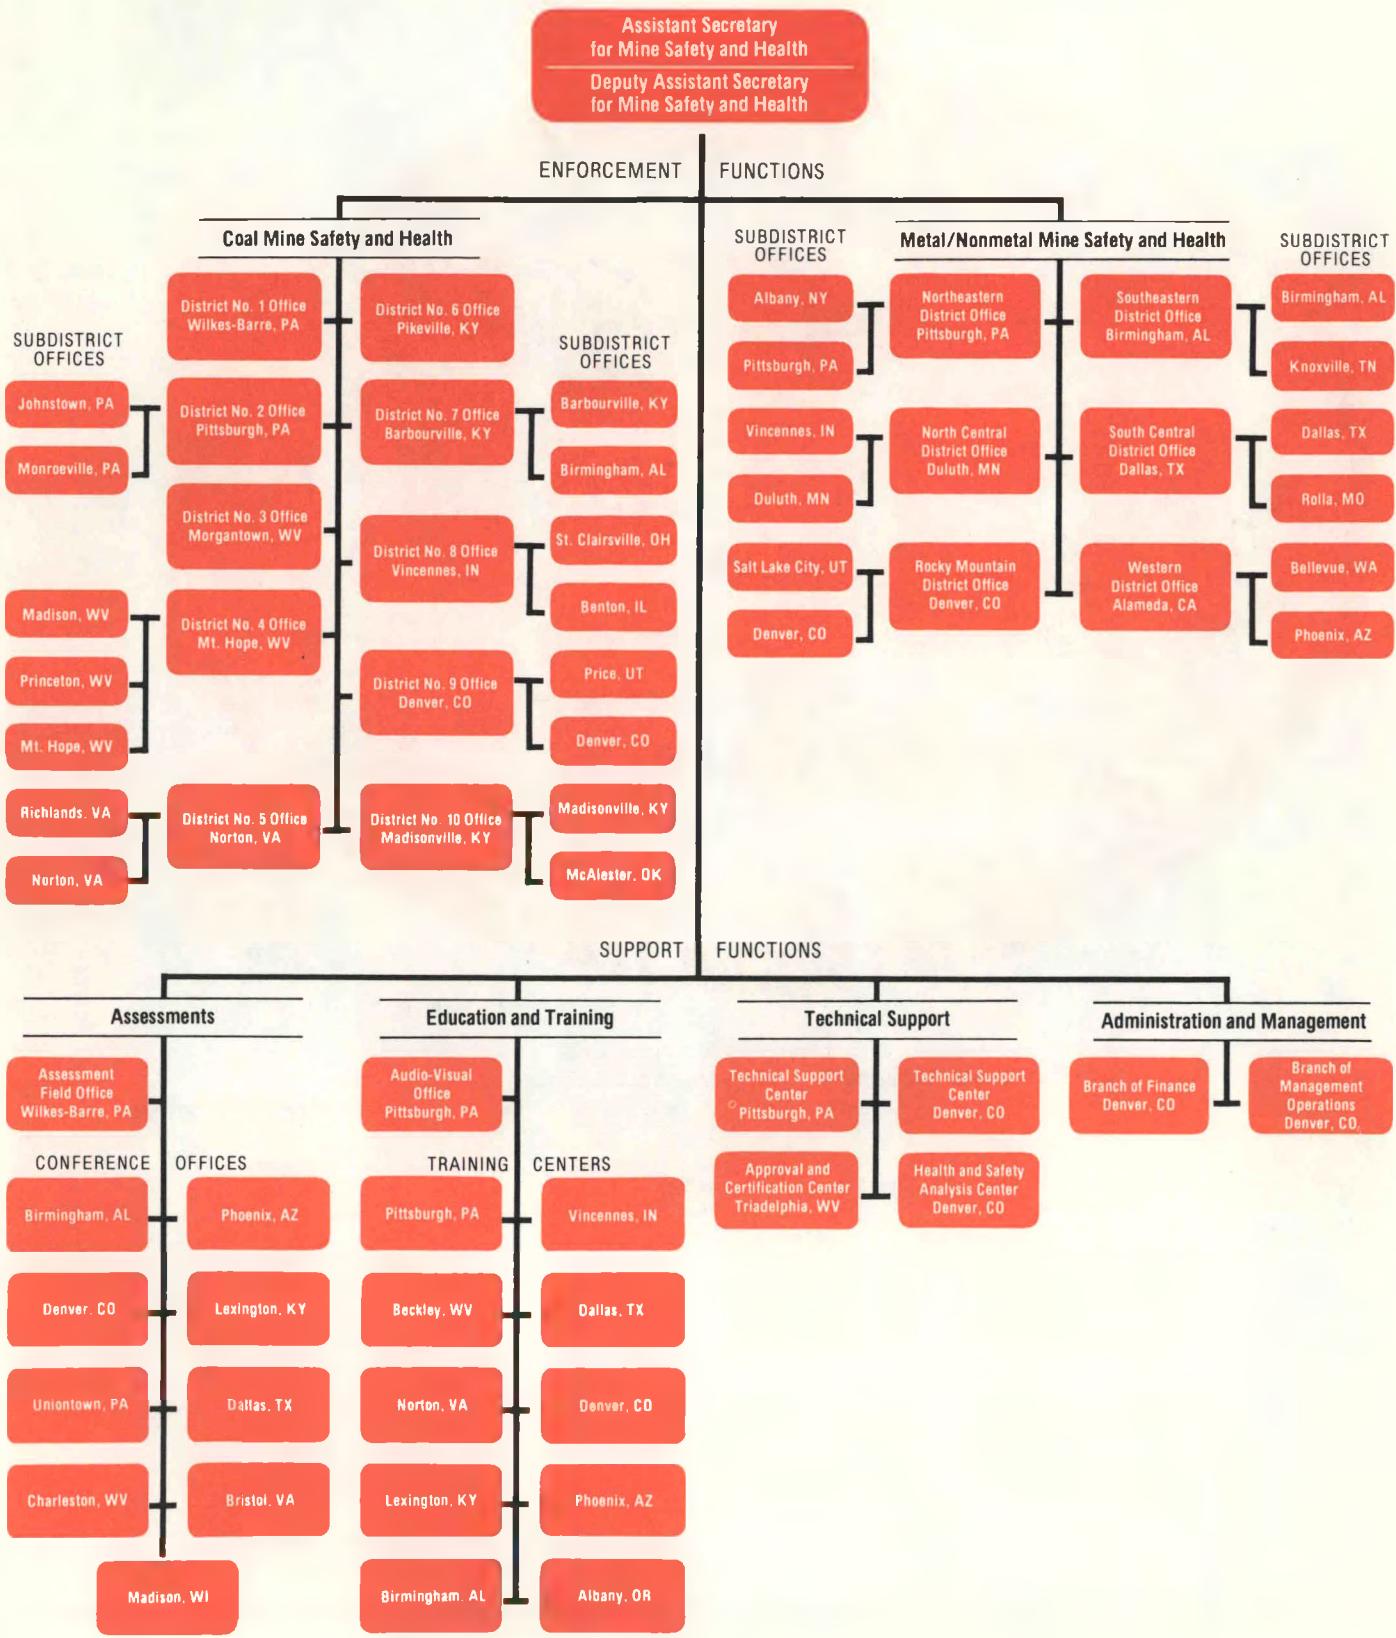 Assistant Secretary
for Mine Safety and Health
Deputy Assistant Secretary
for Mine Safety and Health
ENFORCEMENT FUNCTIONS
Coal Mine Safety and Health
District No. 1 Office
Wilkes-Barre, PA
District No. 6 Office
Pikeville, KY
SUBDISTRICT
OFFICES
Johnstown, PA
Monroeville, PA
District No. 2 Office
Pittsburgh, PA
District No. 7 Office
Barbourville, KY
SUBDISTRICT
OFFICES
Barbourville, KY
Birmingham, AL
District No. 3 Office
Morgantown, WV
District No. 8 Office
Vincennes, IN
St. Clairsville, OH
Benton, IL
Madison, WV
Princeton, WV
Mt. Hope, WV
District No. 4 Office
Mt. Hope, WV
District No. 9 Office
Denver, CO
Price, UT
Denver, CO
Richlands, VA
Norton, VA
District No. 5 Office
Norton, VA
District No. 10 Office
Madisonville, KY
Madisonville, KY
McAlester, OK
Metal/Nonmetal Mine Safety and Health
SUBDISTRICT
OFFICES
Albany, NY
Pittsburgh, PA
Northeastern
District Office
Pittsburgh, PA
Southeastern
District Office
Birmingham, AL
SUBDISTRICT
OFFICES
Birmingham, AL
Knoxville, TN
Vincennes, IN
Duluth, MN
North Central
District Office
Duluth, MN
South Central
District Office
Dallas, TX
Dallas, TX
Rolla, MO
Salt Lake City, UT
Denver, CO
Rocky Mountain
District Office
Denver, CO
Western
District Office
Alameda, CA
Bellevue, WA
Phoenix, AZ
SUPPORT FUNCTIONS
Assessments
Assessment
Field Office
Wilkes-Barre, PA
CONFERENCE OFFICES
Birmingham, AL
Phoenix, AZ
Denver, CO
Lexington, KY
Uniontown, PA
Dallas, TX
Charleston, WV
Bristol, VA
Madison, WI
Education and Training
Audio-Visual
Office
Pittsburgh, PA
TRAINING CENTERS
Pittsburgh, PA
Vincennes, IN
Beckley, WV
Dallas, TX
Norton, VA
Denver, CO
Lexington, KY
Phoenix, AZ
Birmingham, AL
Albany, OR
Technical Support
Technical Support
Center
Pittsburgh, PA
Technical Support
Center
Denver, CO
Approval and
Certification Center
Triadelphia, WV
Health and Safety
Analysis Center
Denver, CO
Administration and Management
Branch of Finance
Denver, CO
Branch of
Management
Operations
Denver, CO